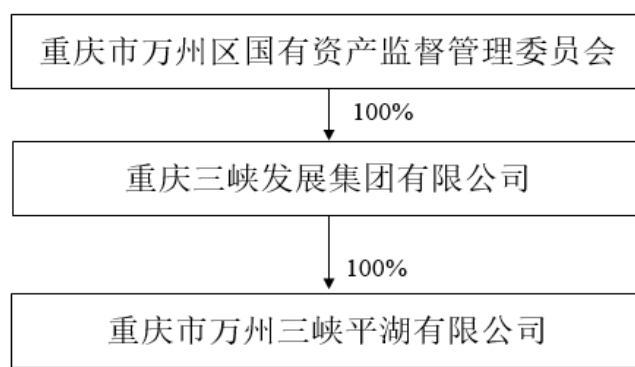 重庆市万州区国有资产监督管理委员会
100%
重庆三峡发展集团有限公司
100%
重庆市万州三峡平湖有限公司